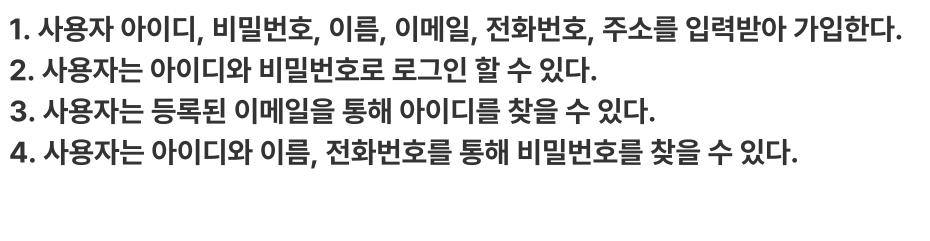 1. 사용자 아이디, 비밀번호, 이름, 이메일, 전화번호, 주소를 입력받아 가입한다.
2. 사용자는 아이디와 비밀번호로 로그인 할 수 있다.
3. 사용자는 등록된 이메일을 통해 아이디를 찾을 수 있다.
4. 사용자는 아이디와 이름, 전화번호를 통해 비밀번호를 찾을 수 있다.